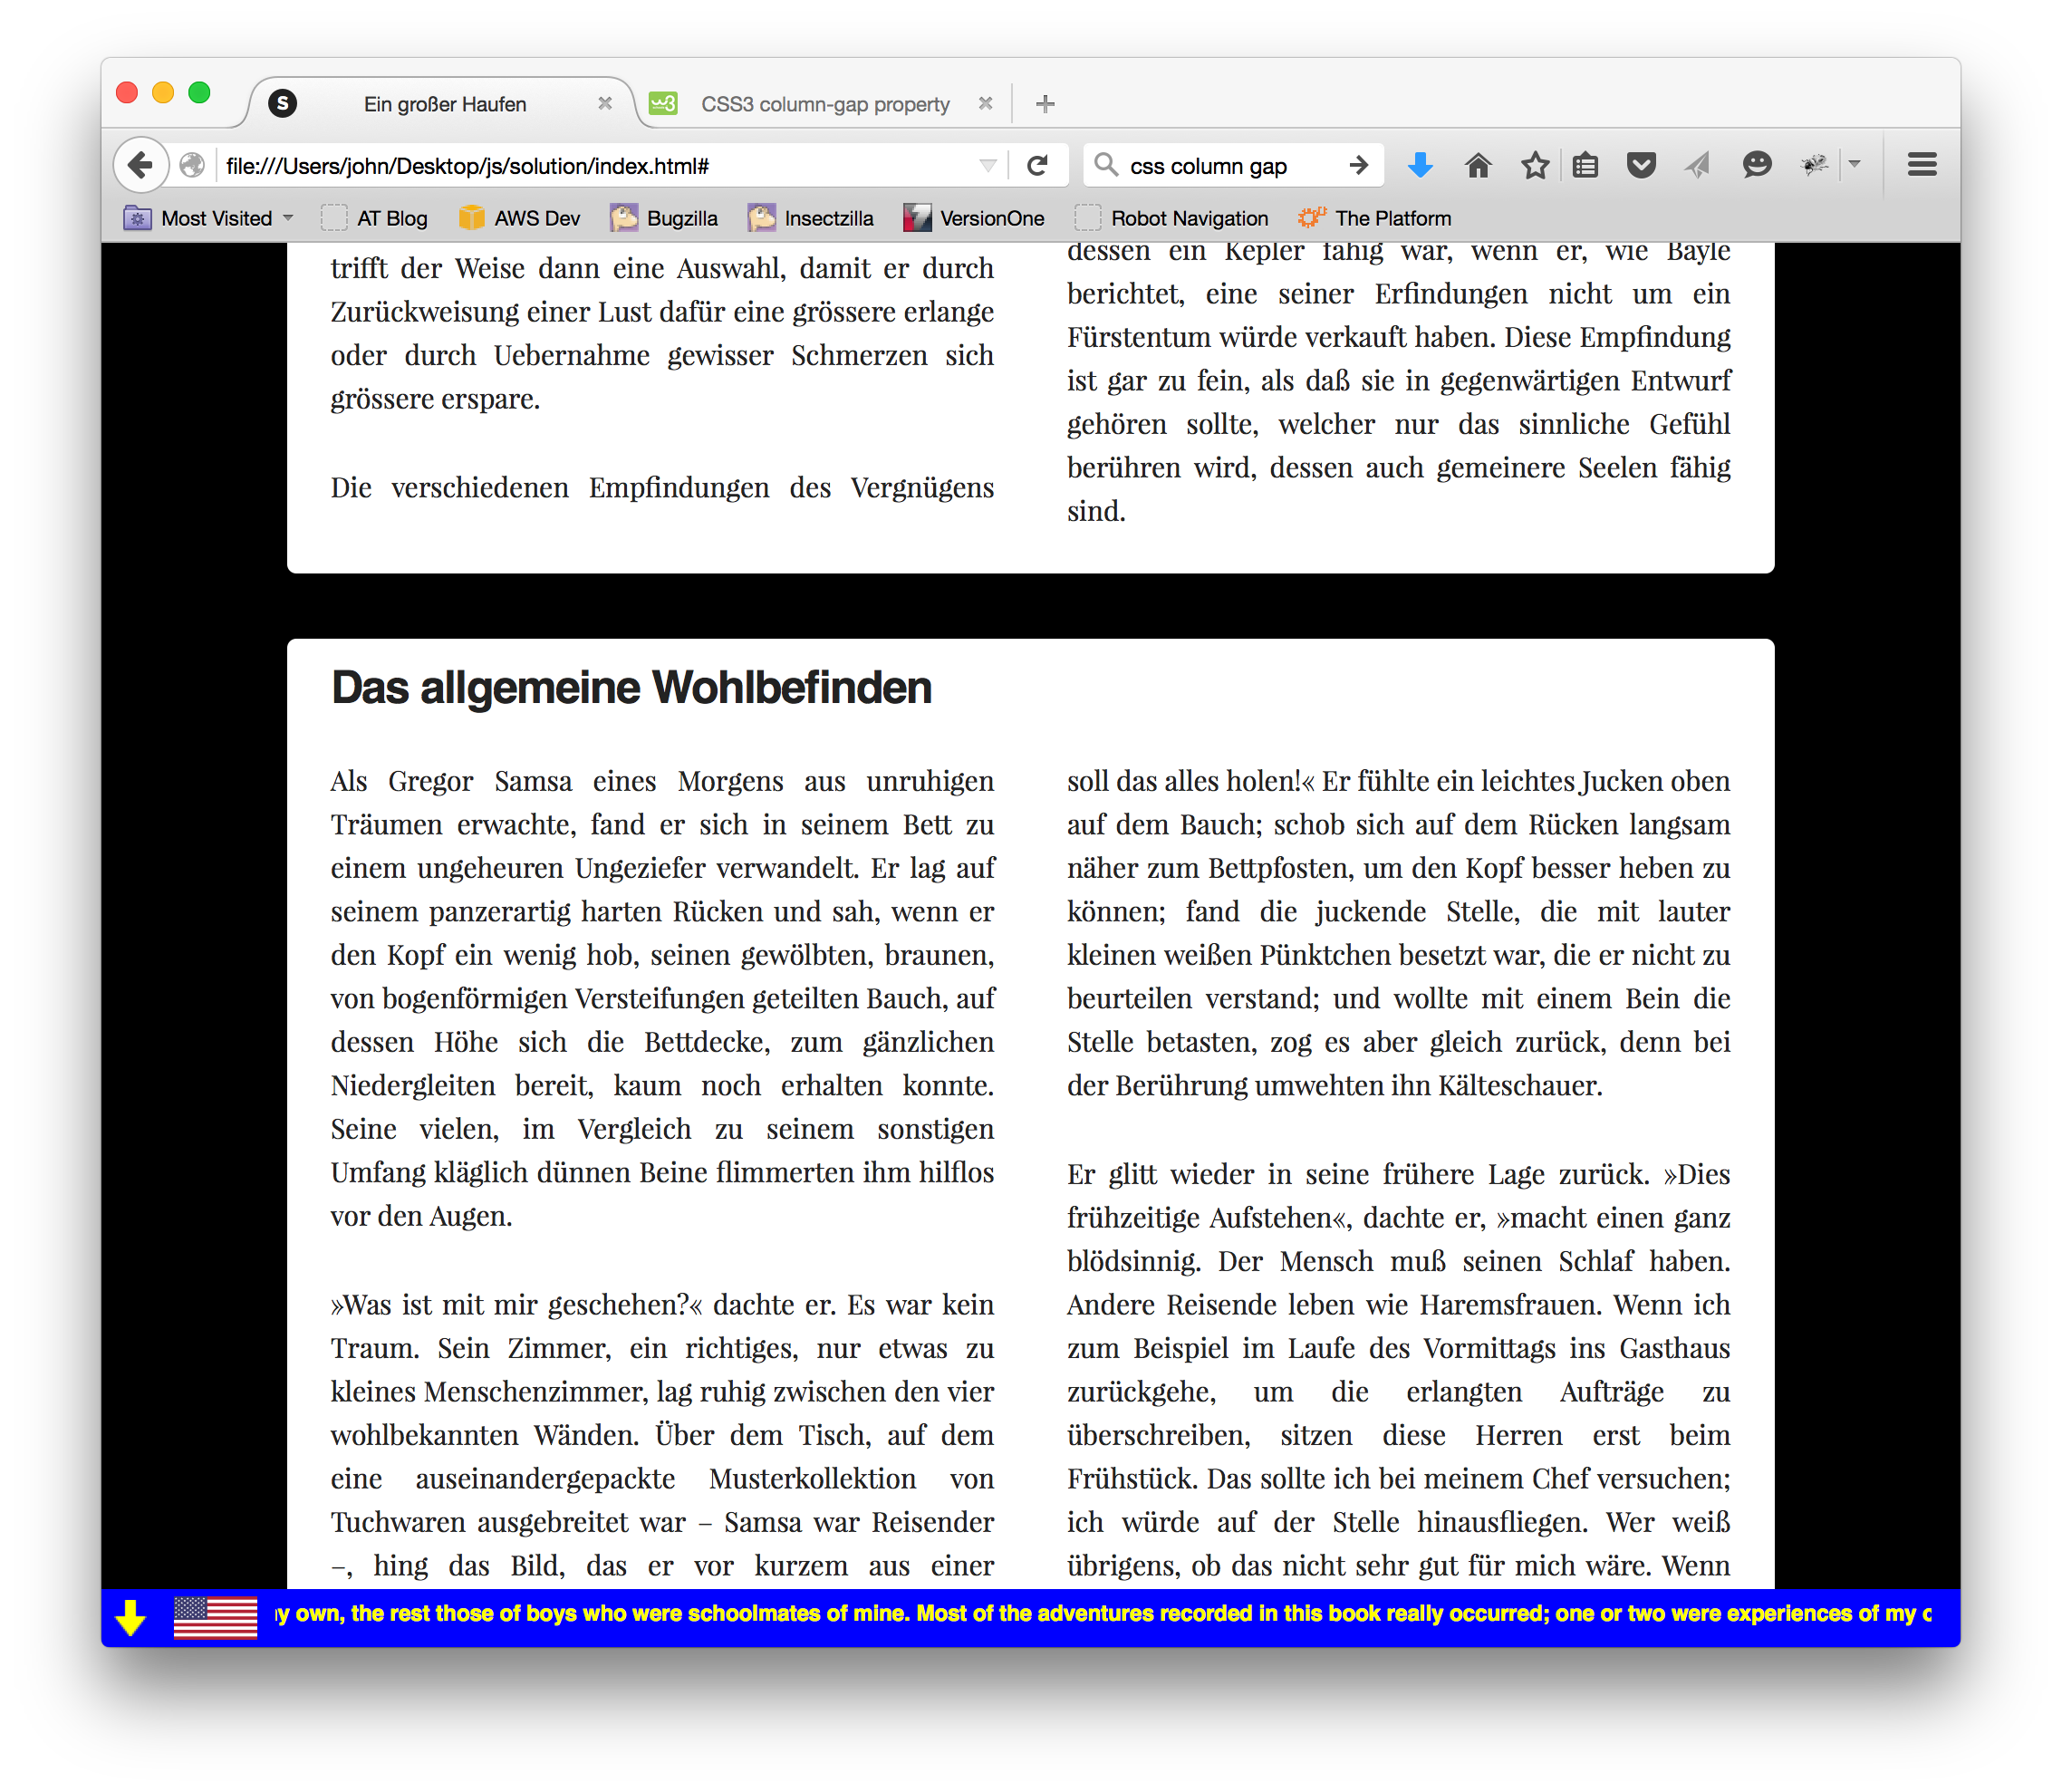 S Ein großer Haufen
w3 CSS3 column-gap property
file:///Users/john/Desktop/js/solution/index.html#
css column gap
Most Visited
AT Blog
AWS Dev
Bugzilla
Insectzilla
VersionOne
Robot Navigation
The Platform
trifft der Weise dann eine Auswahl, damit er durch
Zurückweisung einer Lust dafür eine grössere erlange
oder durch Uebernahme gewisser Schmerzen sich
grössere erspare.
Die verschiedenen Empfindungen des Vergnügens
dessen ein Kepler fähig war, wenn er, wie Bayle
berichtet, eine seiner Erfindungen nicht um ein
Fürstentum würde verkauft haben. Diese Empfindung
ist gar zu fein, als daß sie in gegenwärtigen Entwurf
gehören sollte, welcher nur das sinnliche Gefühl
berühren wird, dessen auch gemeinere Seelen fähig
sind.
Das allgemeine Wohlbefinden
Als Gregor Samsa eines Morgens aus unruhigen
Träumen erwachte, fand er sich in seinem Bett zu
einem ungeheuren Ungeziefer verwandelt. Er lag auf
seinem panzerartig harten Rücken und sah, wenn er
den Kopf ein wenig hob, seinen gewölbten, braunen,
von bogenförmigen Versteifungen geteilten Bauch, auf
dessen Höhe sich die Bettdecke, zum gänzlichen
Niedergleiten bereit, kaum noch erhalten konnte.
Seine vielen, im Vergleich zu seinem sonstigen
Umfang kläglich dünnen Beine flimmerten ihm hilflos
vor den Augen.
»Was ist mit mir geschehen?« dachte er. Es war kein
Traum. Sein Zimmer, ein richtiges, nur etwas zu
kleines Menschenzimmer, lag ruhig zwischen den vier
wohlbekannten Wänden. Über dem Tisch, auf dem
eine auseinandergepackte Musterkollektion von
Tuchwaren ausgebreitet war – Samsa war Reisender
–, hing das Bild, das er vor kurzem aus einer
soll das alles holen!« Er fühlte ein leichtes Jucken oben
auf dem Bauch; schob sich auf dem Rücken langsam
näher zum Bettpfosten, um den Kopf besser heben zu
können; fand die juckende Stelle, die mit lauter
kleinen weißen Pünktchen besetzt war, die er nicht zu
beurteilen verstand; und wollte mit einem Bein die
Stelle betasten, zog es aber gleich zurück, denn bei
der Berührung umwehten ihn Kälteschauer.
Er glitt wieder in seine frühere Lage zurück. »Dies
frühzeitige Aufstehen«, dachte er, »macht einen ganz
blödsinnig. Der Mensch muß seinen Schlaf haben.
Andere Reisende leben wie Haremsfrauen. Wenn ich
zum Beispiel im Laufe des Vormittags ins Gasthaus
zurückgehe, um die erlangten Aufträge zu
überschreiben, sitzen diese Herren erst beim
Frühstück. Das sollte ich bei meinem Chef versuchen;
ich würde auf der Stelle hinausfliegen. Wer weiß
übrigens, ob das nicht sehr gut für mich wäre. Wenn
y own, the rest those of boys who were schoolmates of mine. Most of the adventures recorded in this book really occurred; one or two were experiences of my